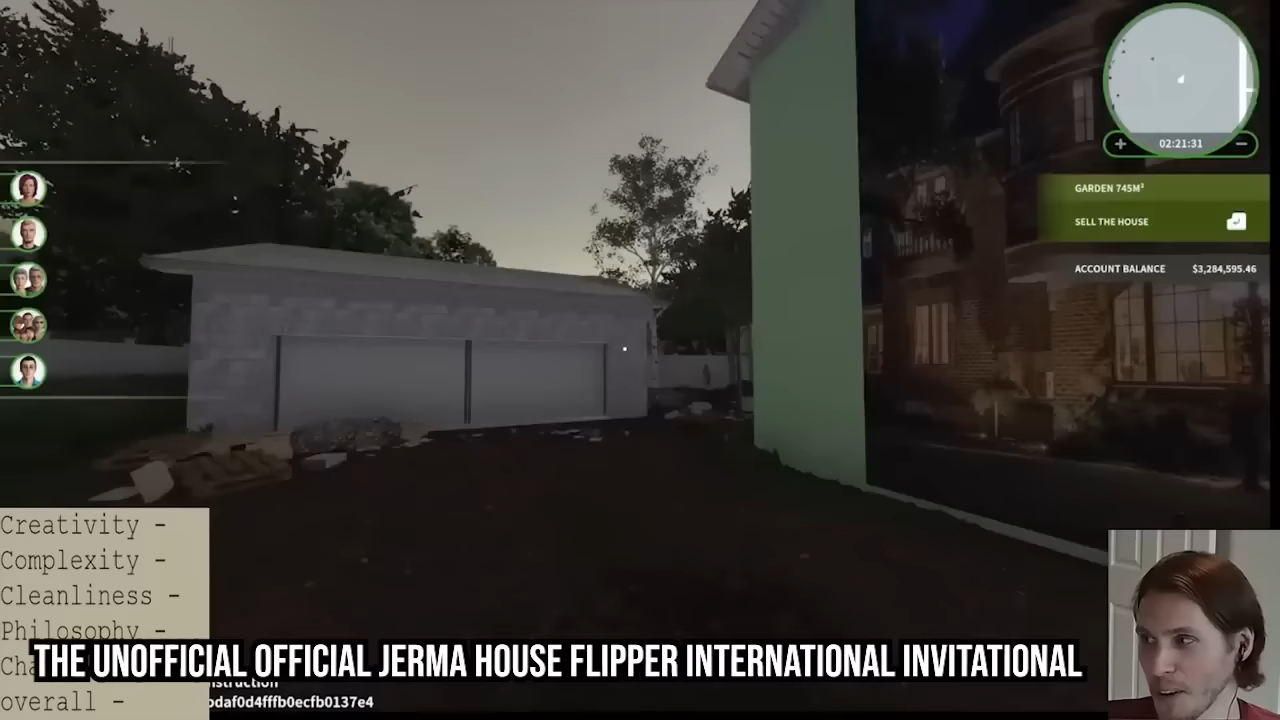 02:21:31
GARDEN 745M²
SELL THE HOUSE
ACCOUNT BALANCE $3,284,595.46
Creativity -
Complexity -
Cleanliness -
Philosophy -
THE UNOFFICIAL OFFICIAL JERMA HOUSE FLIPPER INTERNATIONAL INVITATIONAL
overall -